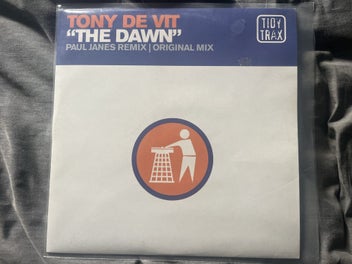 TONY DE VIT
“THE DAWN”
PAUL JANES REMIX | ORIGINAL MIX
TIDY
TRAX